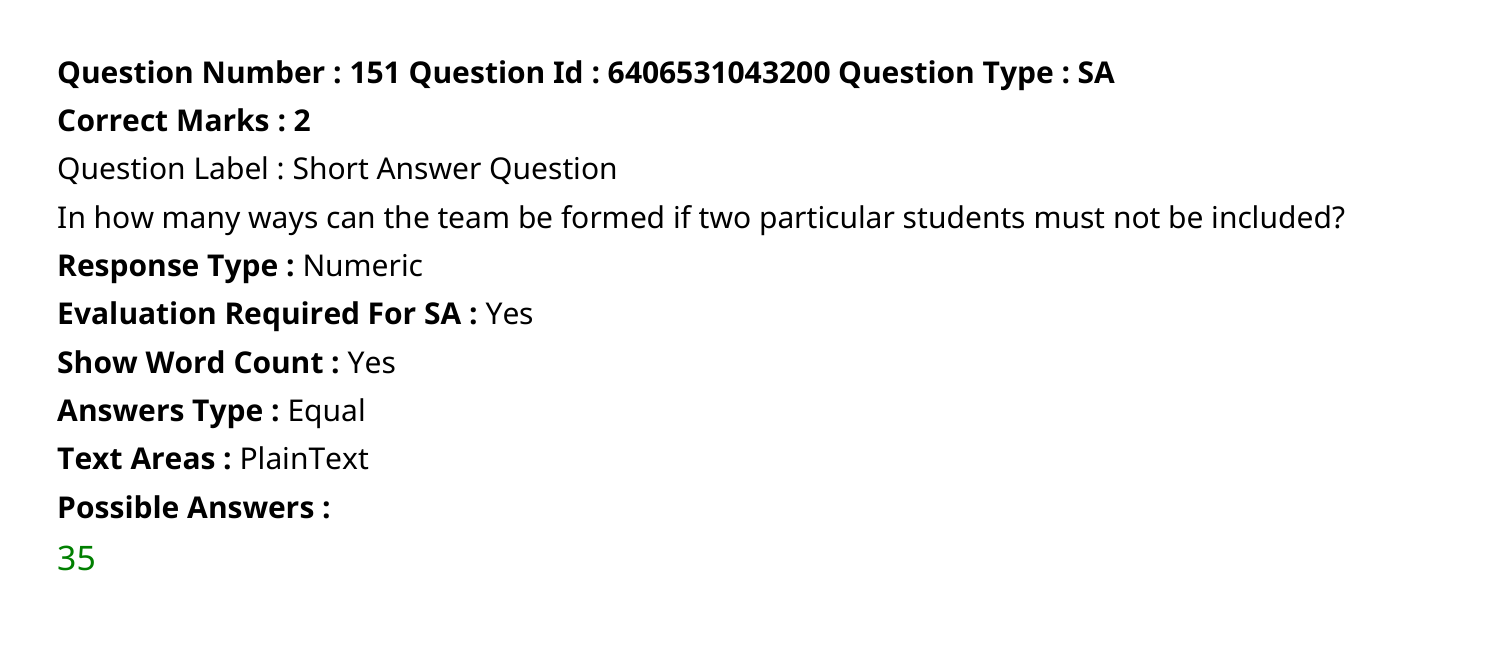 Question Number : 151 Question Id : 6406531043200 Question Type : SA
Correct Marks : 2
Question Label : Short Answer Question
In how many ways can the team be formed if two particular students must not be included?
Response Type : Numeric
Evaluation Required For SA : Yes
Show Word Count : Yes
Answers Type : Equal
Text Areas : PlainText
Possible Answers :
35